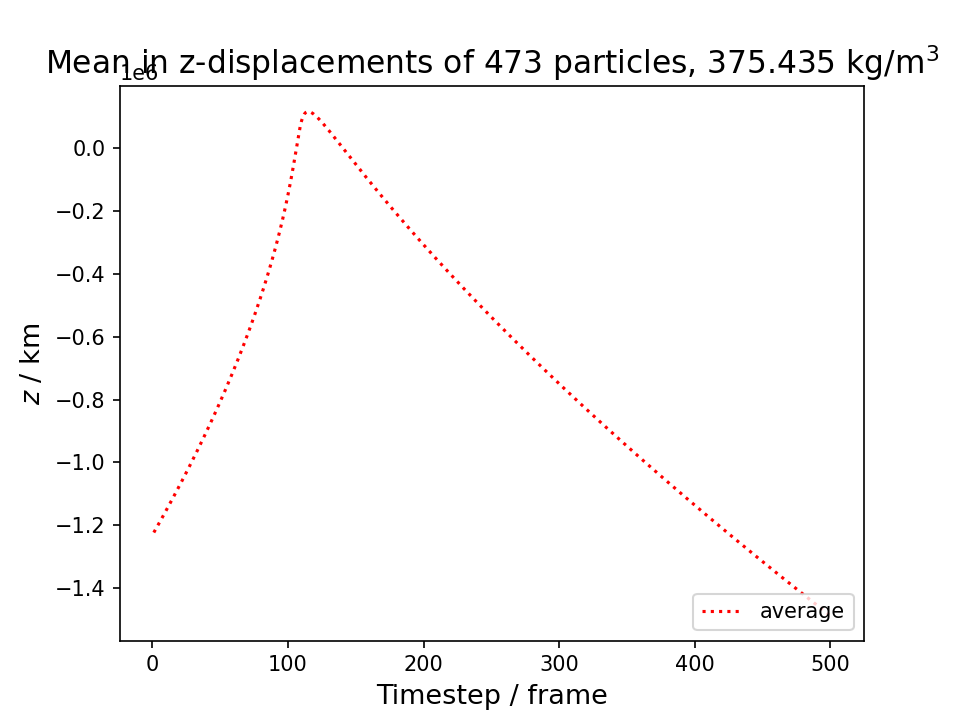 Mean in z-displacements of 473 particles, 375.435 kg/m³
1e6
0.0
−0.2
−0.4
−0.6
−0.8
−1.0
−1.2
−1.4
z / km
average
0 100 200 300 400 500
Timestep / frame